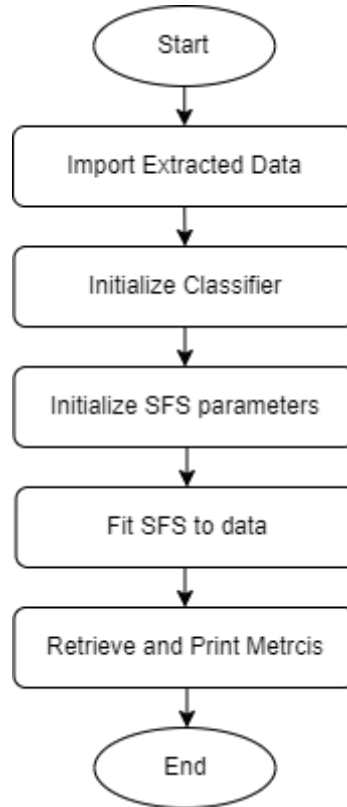 Start
Import Extracted Data
Initialize Classifier
Initialize SFS parameters
Fit SFS to data
Retrieve and Print Metrcis
End